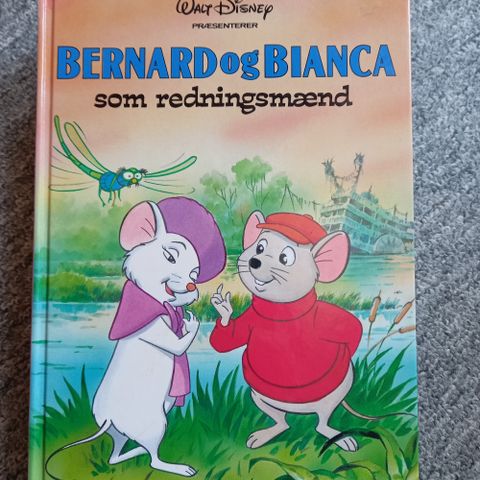 WALT DISNEY
PRÆSENTERER
BERNARD og BIANCA
som redningsmænd